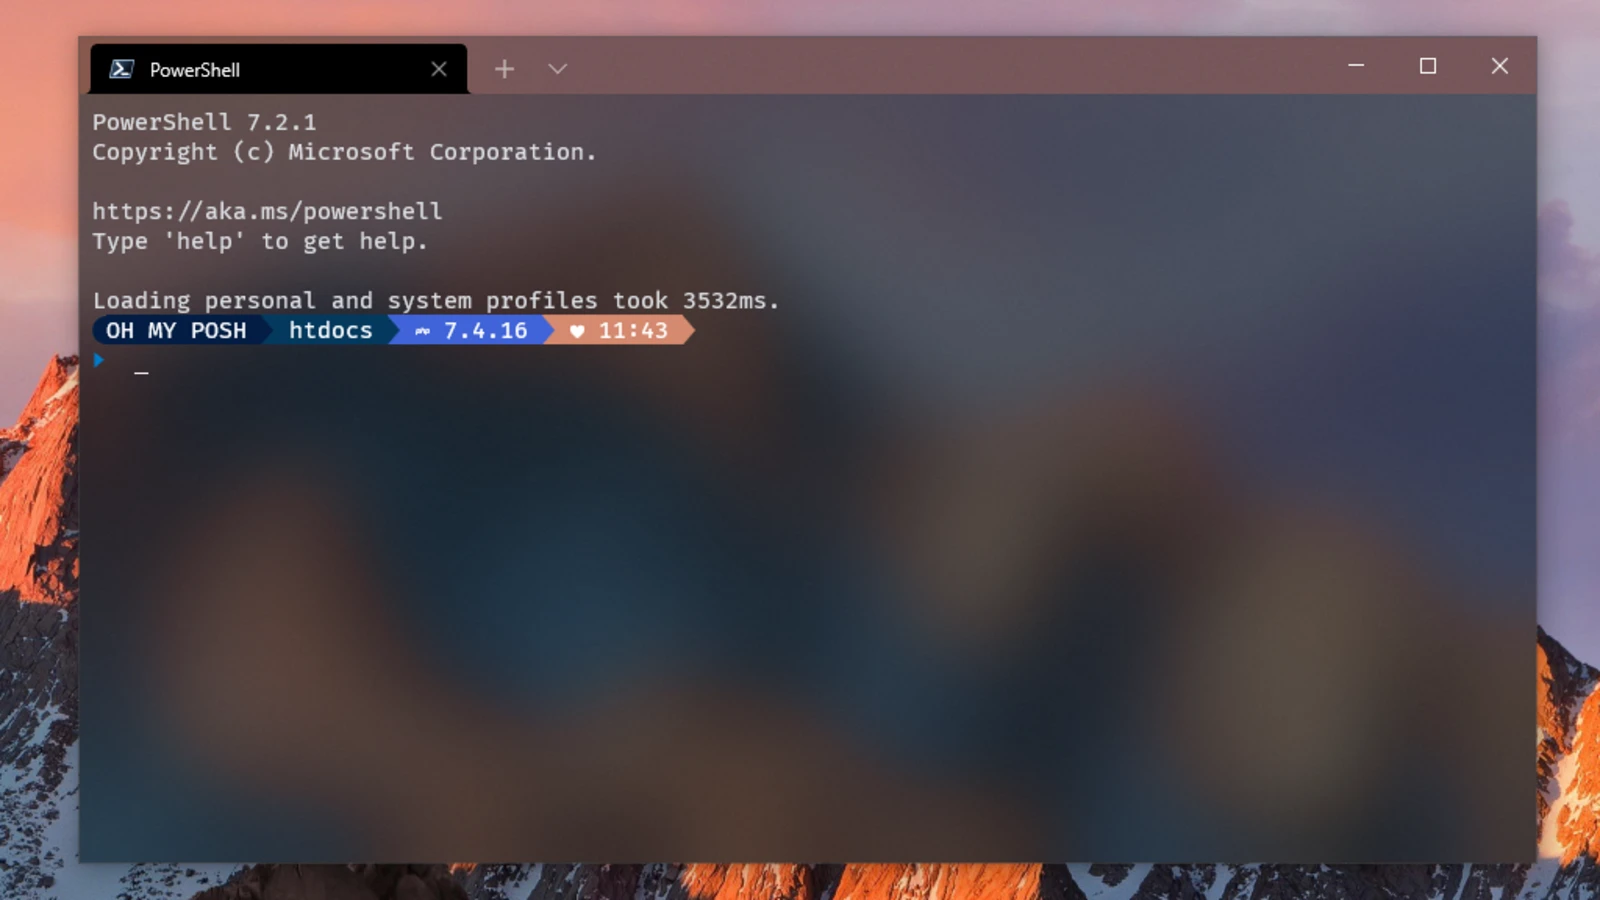 PowerShell
PowerShell 7.2.1
Copyright (c) Microsoft Corporation.
https://aka.ms/powershell
Type 'help' to get help.
Loading personal and system profiles took 3532ms.
OH MY POSH htdocs php 7.4.16 ♥ 11:43